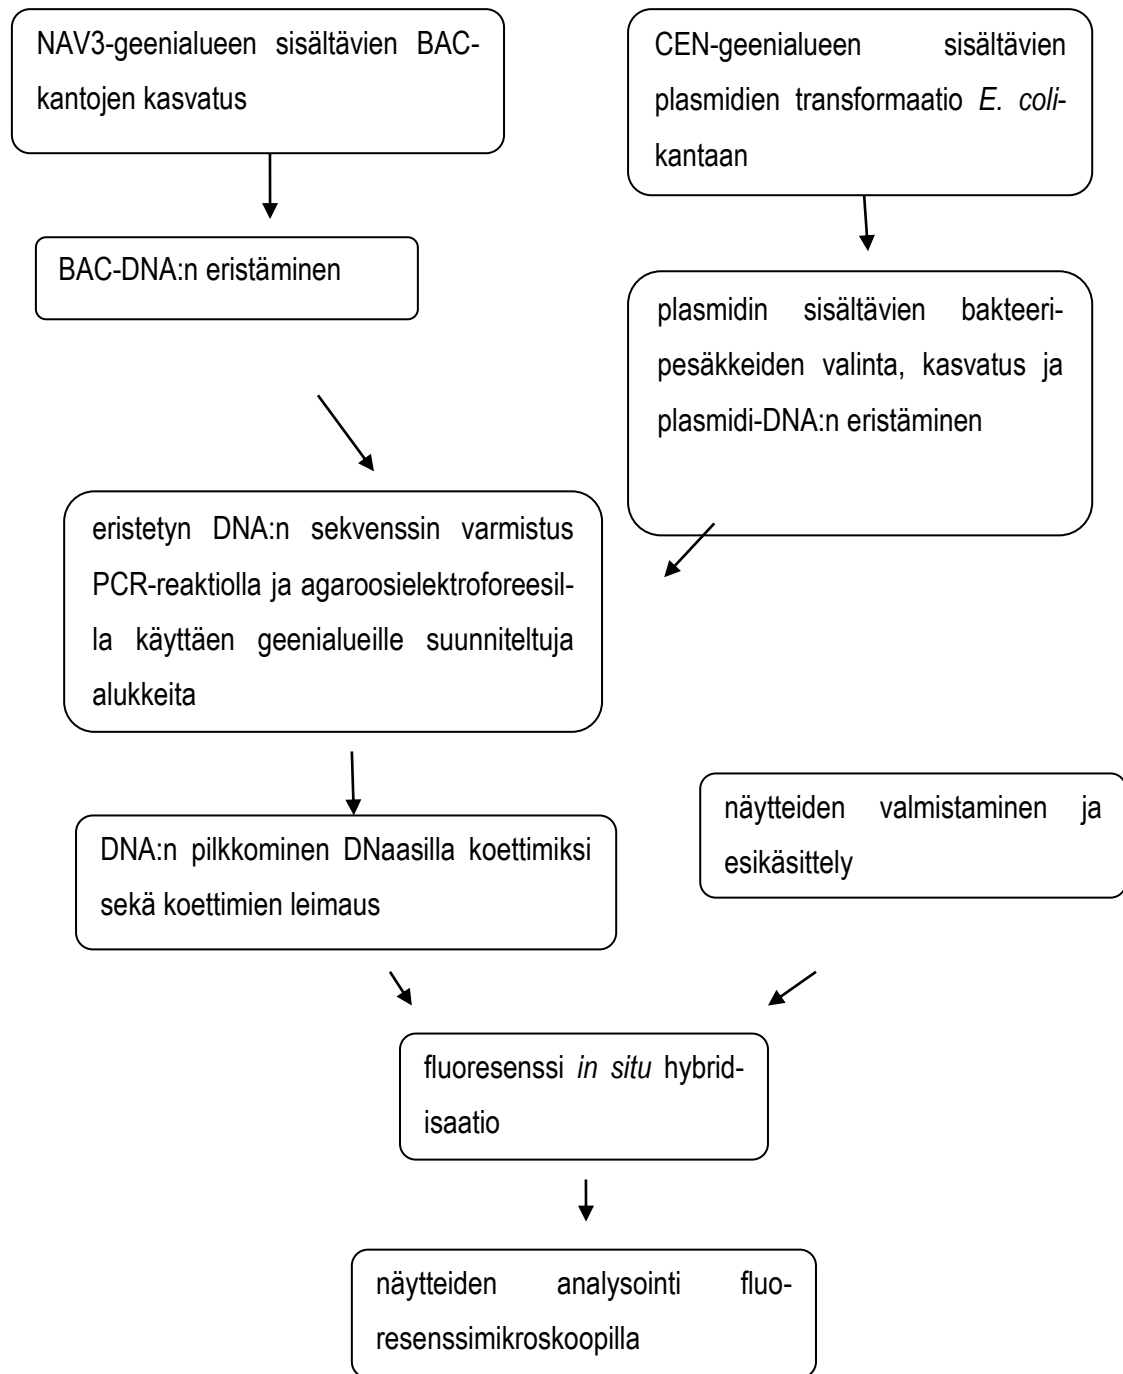 NAV3-geenialueen sisältävien BAC-
kantojen kasvatus
CEN-geenialueen sisältävien
plasmidien transformaatio E. coli-
kantaan
BAC-DNA:n eristäminen
plasmidin sisältävien bakteeri-
pesäkkeiden valinta, kasvatus ja
plasmidi-DNA:n eristäminen
eristetyn DNA:n sekvenssin varmistus
PCR-reaktiolla ja agaroosielektroforeesil-
la käyttäen geenialueille suunniteltuja
alukkeita
näytteiden valmistaminen ja
esikäsittely
DNA:n pilkkominen DNaasilla koettimiksi
sekä koettimien leimaus
fluoresenssi in situ hybrid-
isaatio
näytteiden analysointi fluo-
resenssimikroskoopilla